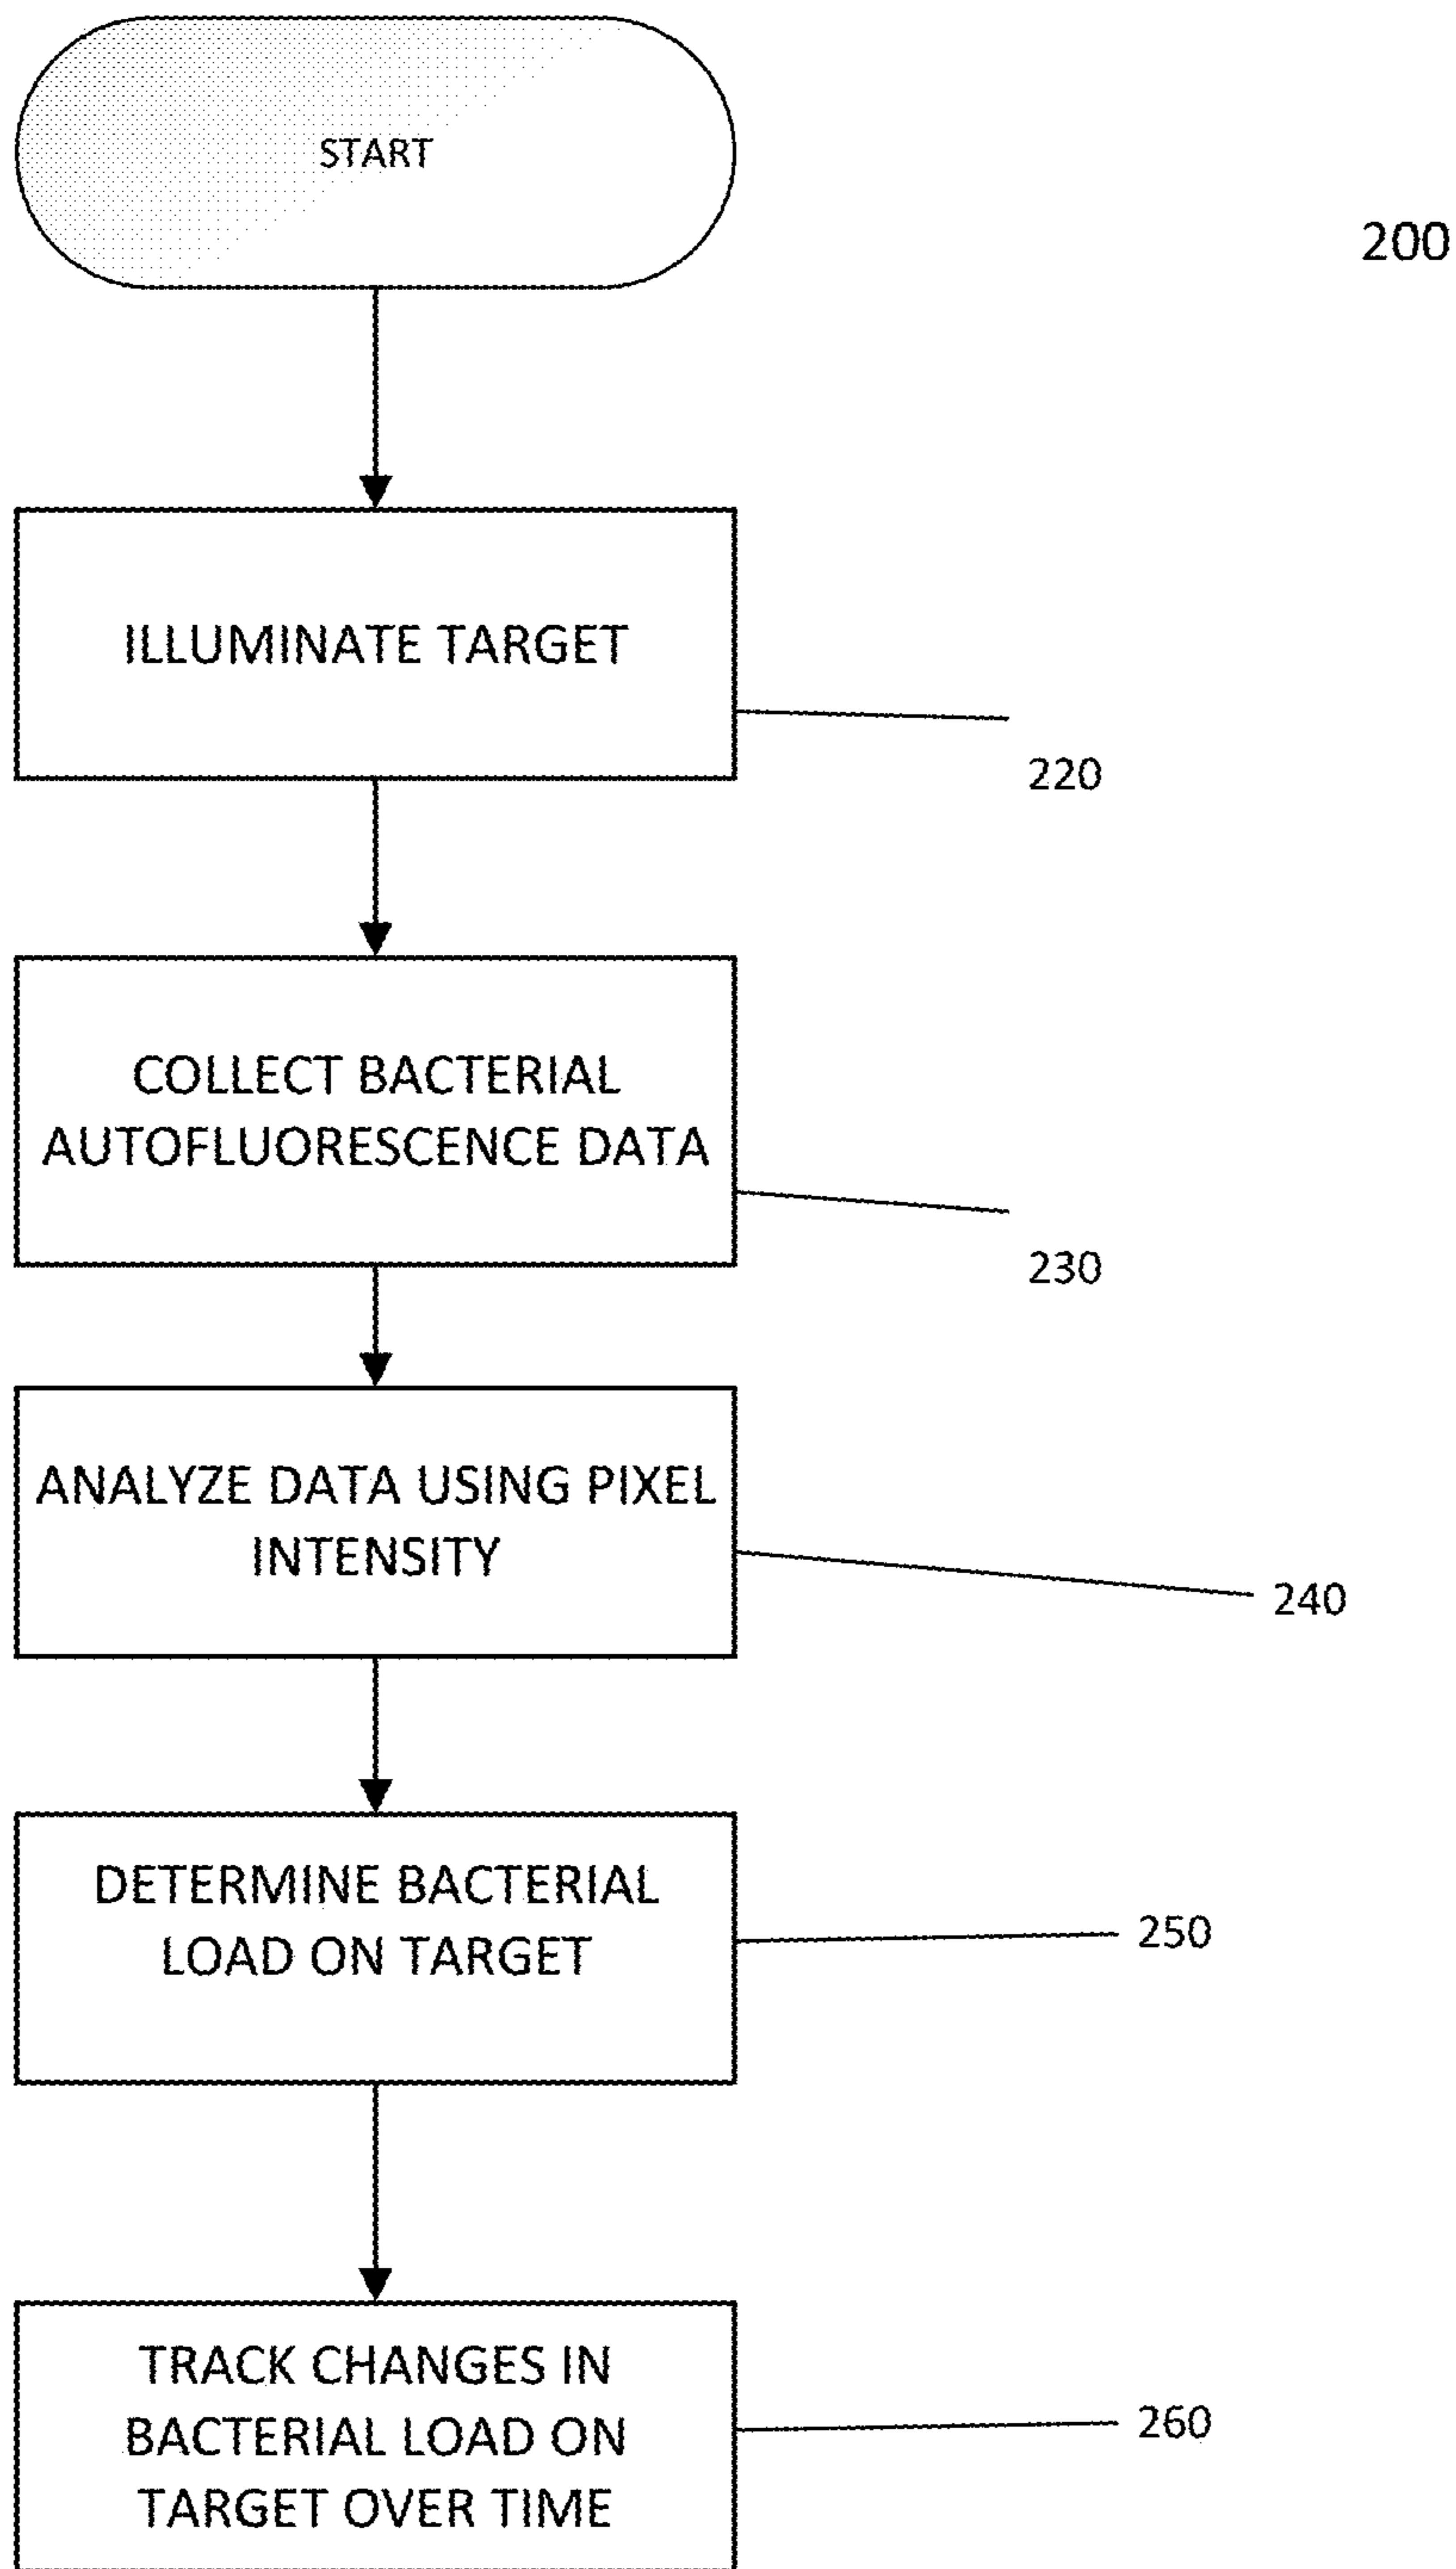 START
200
ILLUMINATE TARGET
220
COLLECT BACTERIAL
AUTOFLUORESCENCE DATA
230
ANALYZE DATA USING PIXEL
INTENSITY
240
DETERMINE BACTERIAL
LOAD ON TARGET
250
TRACK CHANGES IN
BACTERIAL LOAD ON
TARGET OVER TIME
260